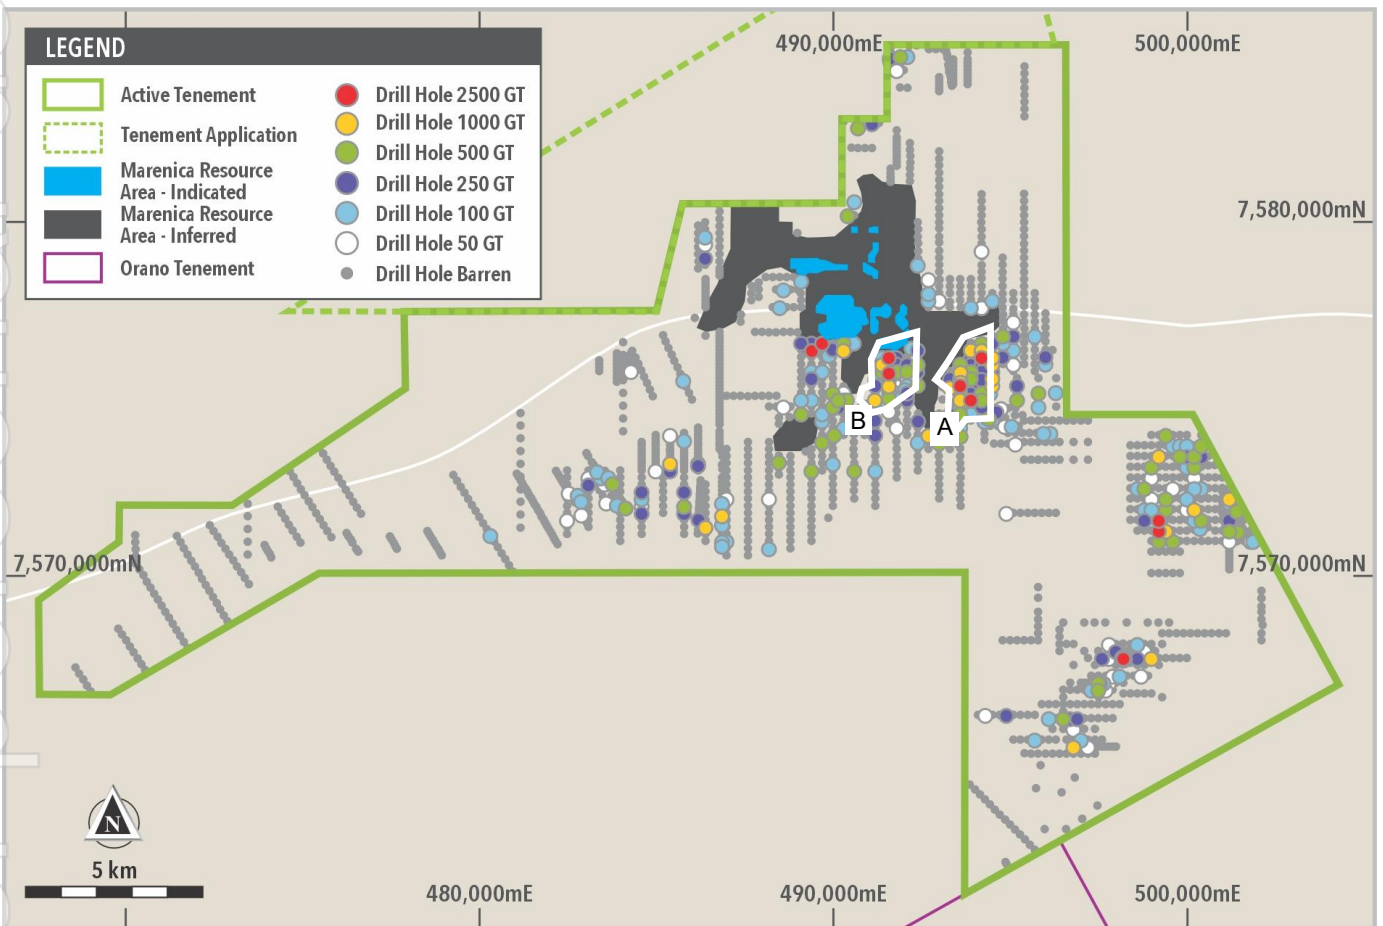 LEGEND
Active Tenement
Tenement Application
Marenica Resource
Area - Indicated
Marenica Resource
Area - Inferred
Orano Tenement
Drill Hole 2500 GT
Drill Hole 1000 GT
Drill Hole 500 GT
Drill Hole 250 GT
Drill Hole 100 GT
Drill Hole 50 GT
Drill Hole Barren
490,000mE
500,000mE
7,580,000mN
B
A
7,570,000mN
7,570,000mN
N
5 km
480,000mE
490,000mE
500,000mE